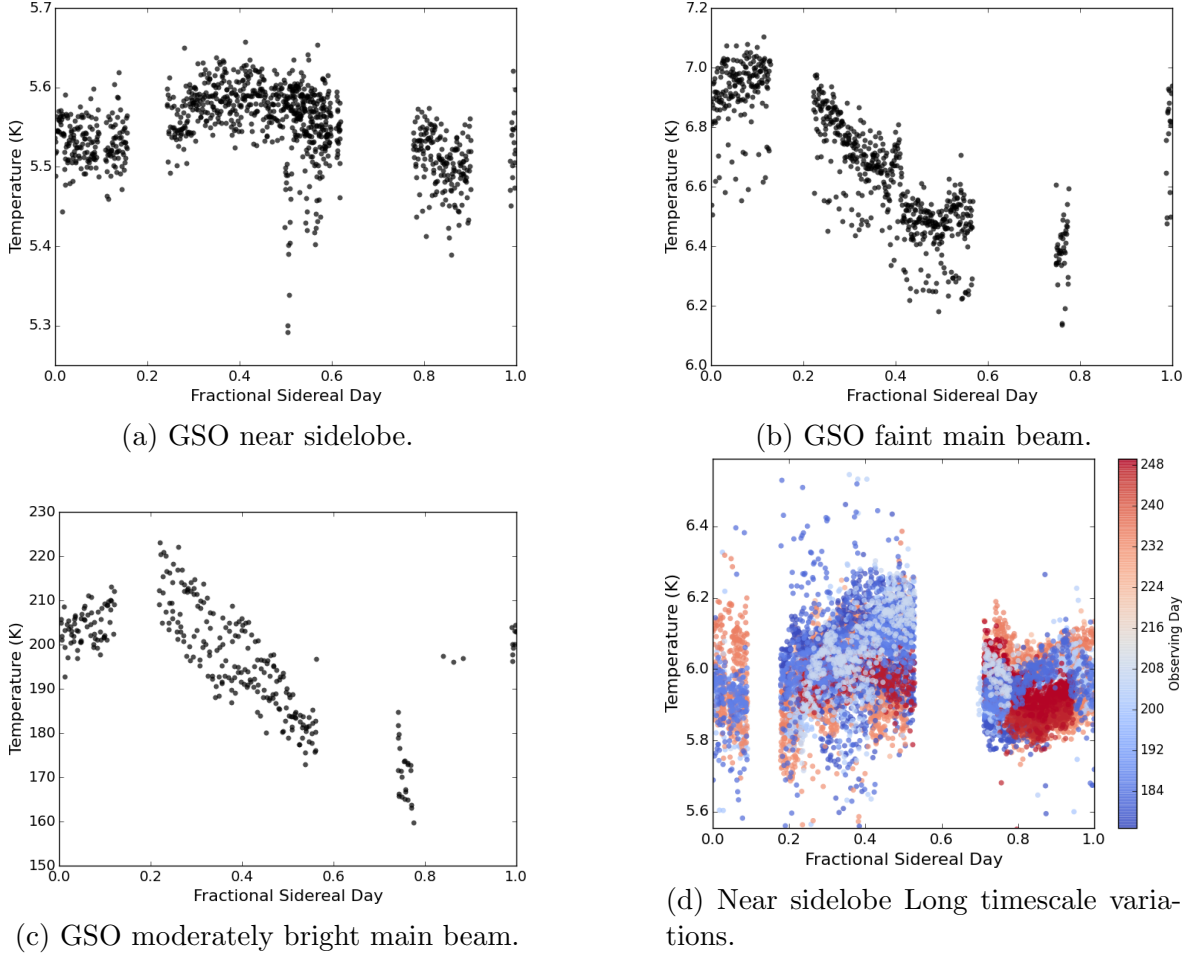 5.7
5.6
5.5
5.4
5.3
Temperature (K)
0.0 0.2 0.4 0.6 0.8 1.0
Fractional Sidereal Day
(a) GSO near sidelobe.
7.2
7.0
6.8
6.6
6.4
6.2
6.0
Temperature (K)
0.0 0.2 0.4 0.6 0.8 1.0
Fractional Sidereal Day
(b) GSO faint main beam.
230
220
210
200
190
180
170
160
150
Temperature (K)
0.0 0.2 0.4 0.6 0.8 1.0
Fractional Sidereal Day
(c) GSO moderately bright main beam.
6.4
6.2
6.0
5.8
5.6
Temperature (K)
0.0 0.2 0.4 0.6 0.8 1.0
Fractional Sidereal Day
248
240
232
224
216
208
200
192
184
Observing Day
(d) Near sidelobe Long timescale varia-
tions.